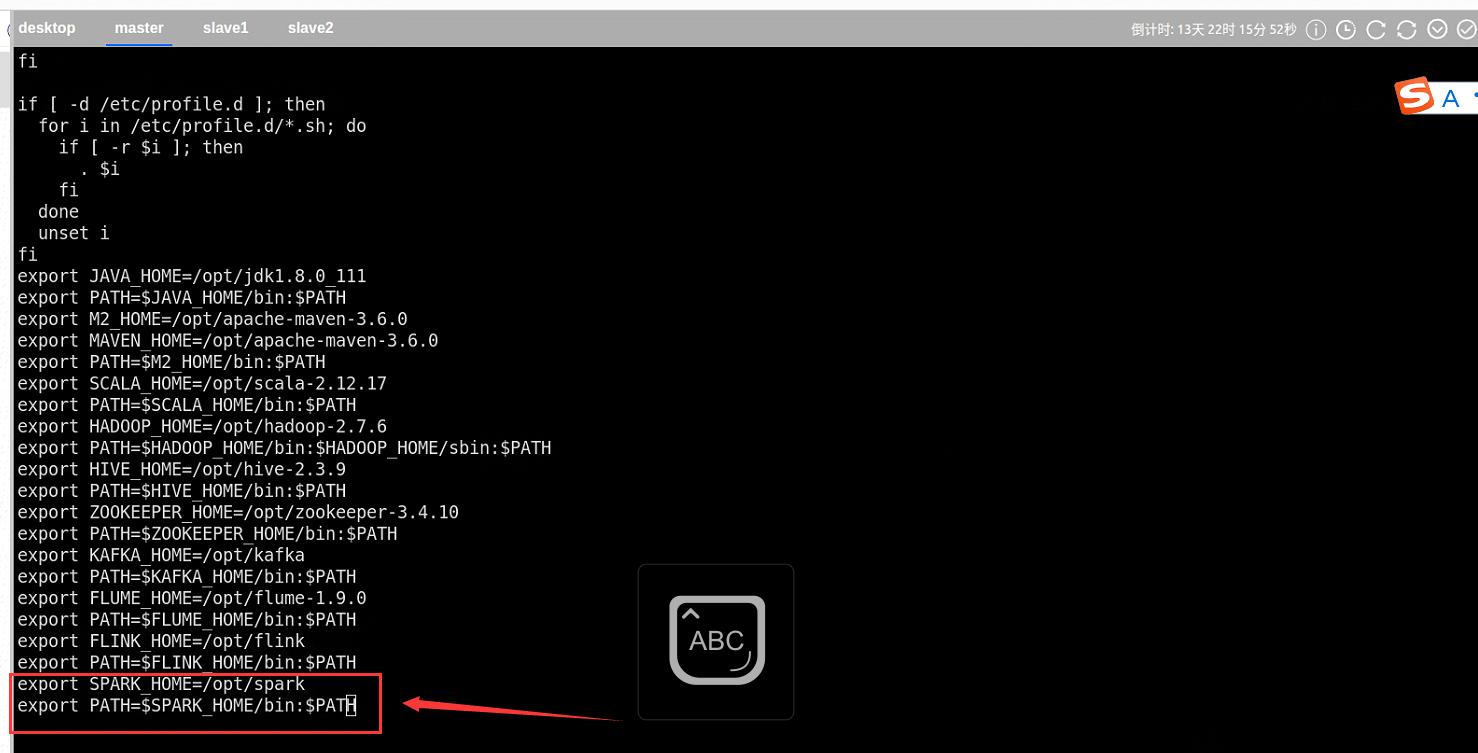 desktop master slave1 slave2 倒计时: 13天 22时 15分 52秒
fi
if [ -d /etc/profile.d ]; then
  for i in /etc/profile.d/*.sh; do
    if [ -r $i ]; then
      . $i
    fi
  done
  unset i
fi
export JAVA_HOME=/opt/jdk1.8.0_111
export PATH=$JAVA_HOME/bin:$PATH
export M2_HOME=/opt/apache-maven-3.6.0
export MAVEN_HOME=/opt/apache-maven-3.6.0
export PATH=$M2_HOME/bin:$PATH
export SCALA_HOME=/opt/scala-2.12.17
export PATH=$SCALA_HOME/bin:$PATH
export HADOOP_HOME=/opt/hadoop-2.7.6
export PATH=$HADOOP_HOME/bin:$HADOOP_HOME/sbin:$PATH
export HIVE_HOME=/opt/hive-2.3.9
export PATH=$HIVE_HOME/bin:$PATH
export ZOOKEEPER_HOME=/opt/zookeeper-3.4.10
export PATH=$ZOOKEEPER_HOME/bin:$PATH
export KAFKA_HOME=/opt/kafka
export PATH=$KAFKA_HOME/bin:$PATH
export FLUME_HOME=/opt/flume-1.9.0
export PATH=$FLUME_HOME/bin:$PATH
export FLINK_HOME=/opt/flink
export PATH=$FLINK_HOME/bin:$PATH
export SPARK_HOME=/opt/spark
export PATH=$SPARK_HOME/bin:$PATH
S A
ABC